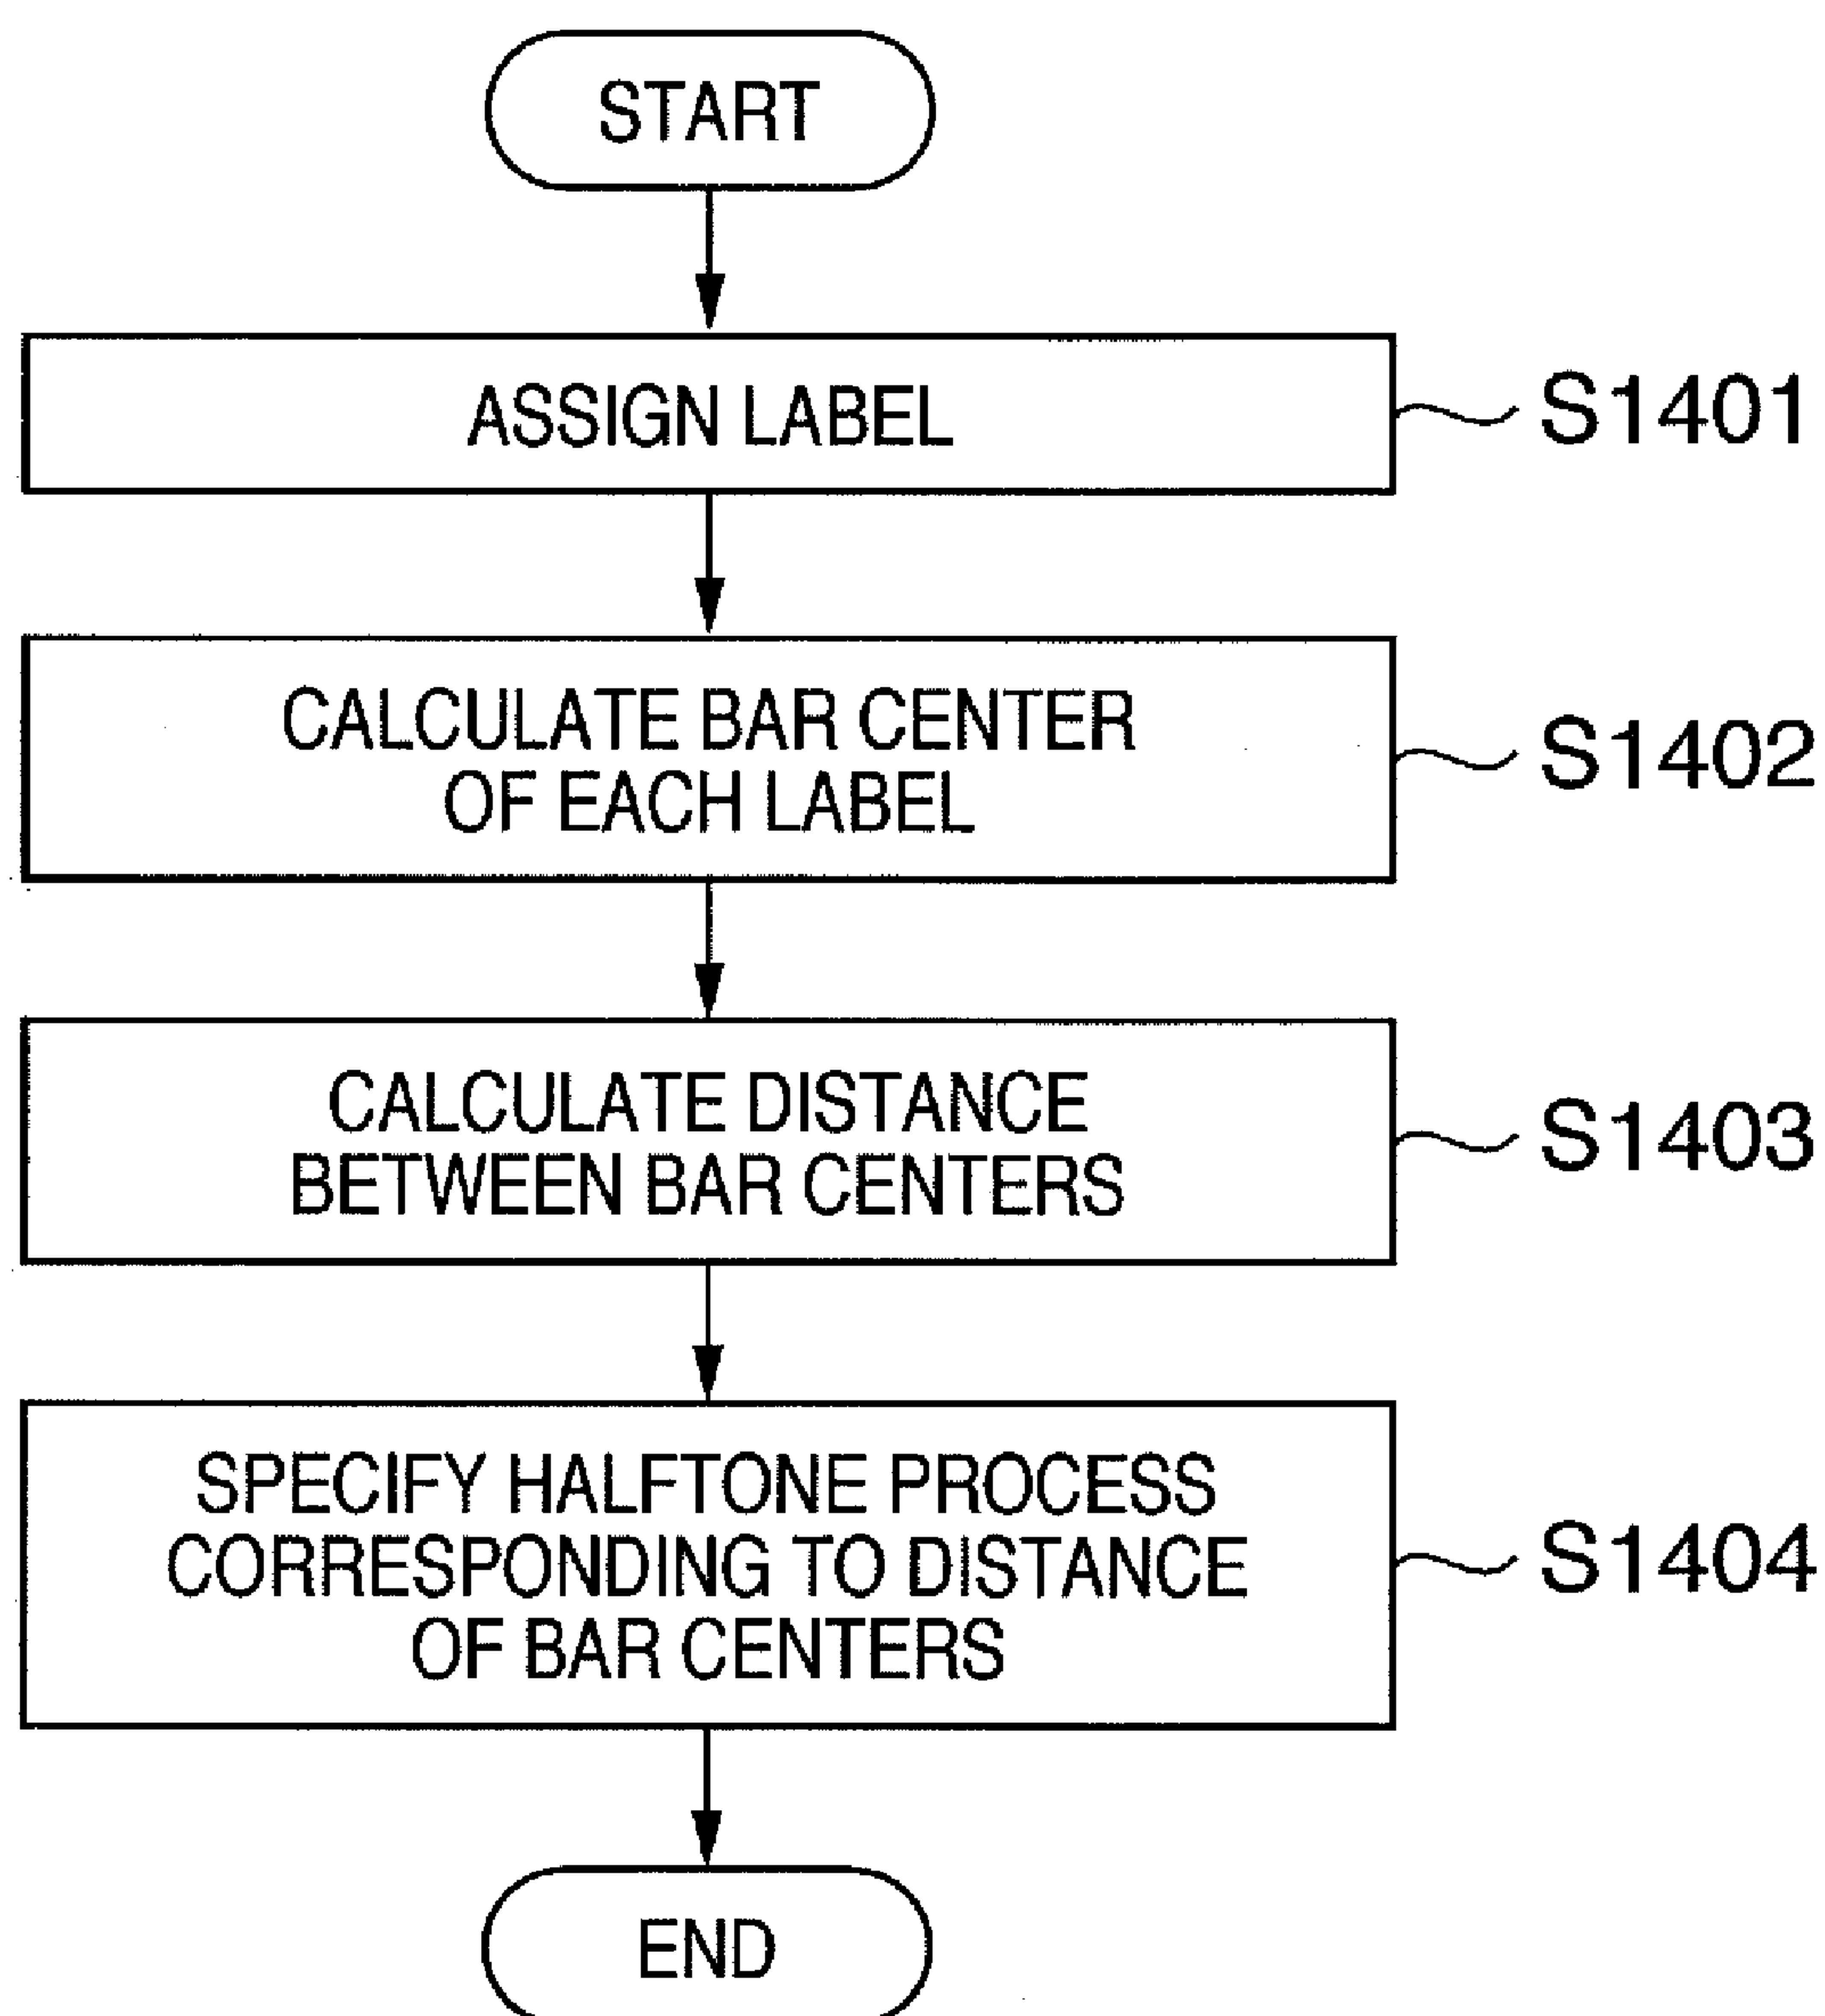 START
ASSIGN LABEL
S1401
CALCULATE BAR CENTER
OF EACH LABEL
S1402
CALCULATE DISTANCE
BETWEEN BAR CENTERS
S1403
SPECIFY HALFTONE PROCESS
CORRESPONDING TO DISTANCE
OF BAR CENTERS
S1404
END